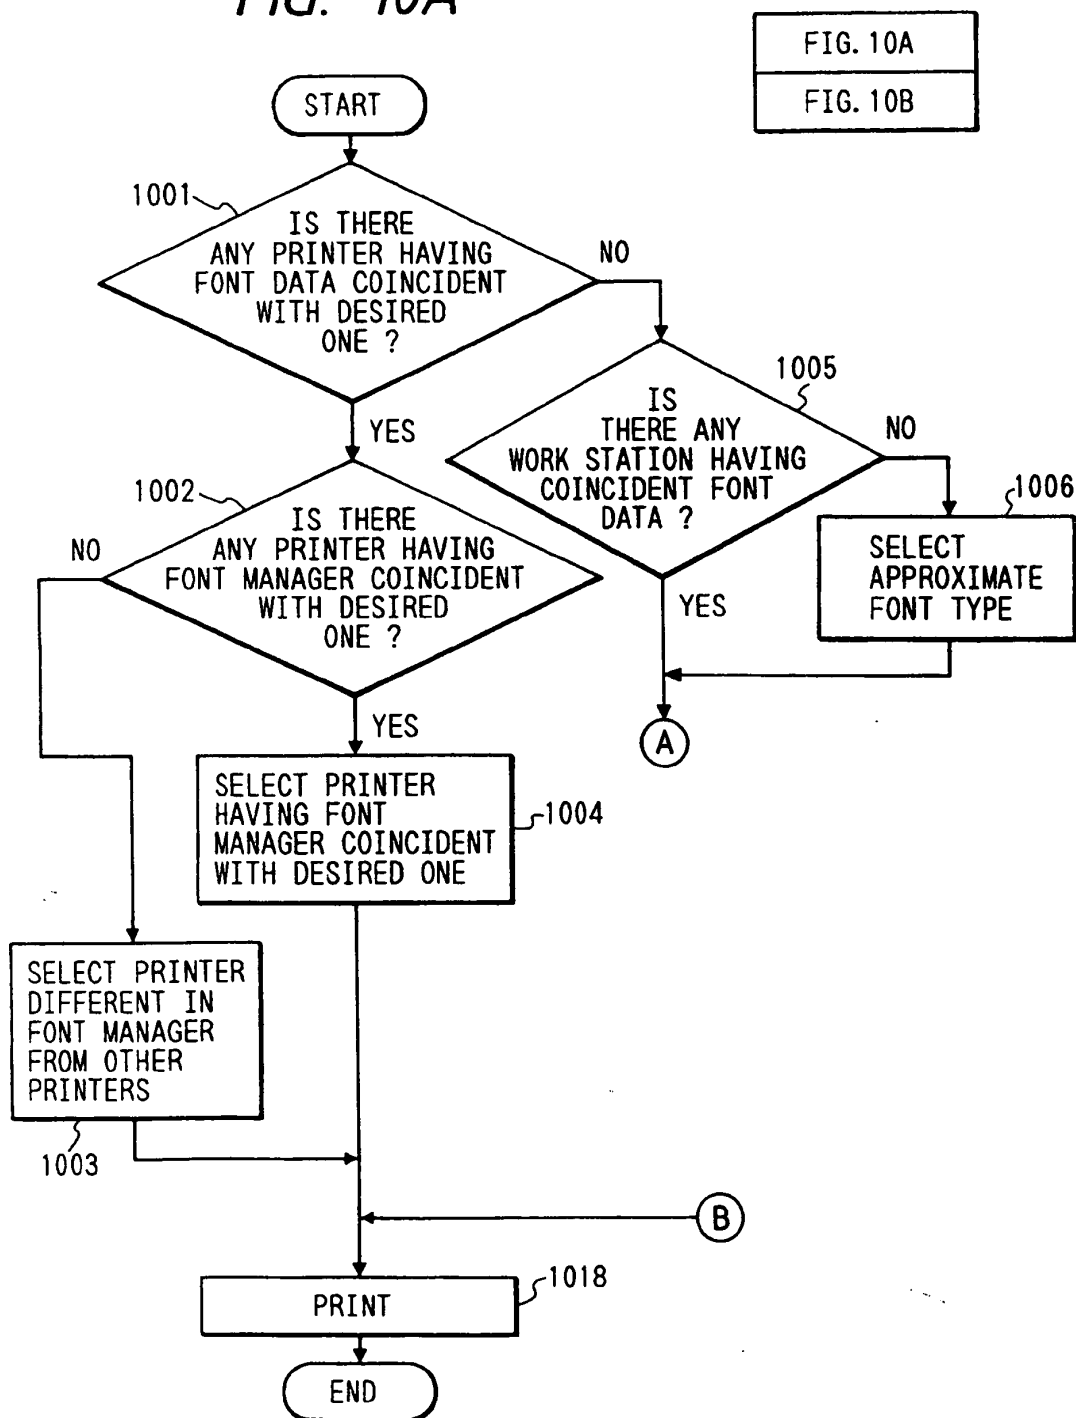 FIG. 10A
FIG. 10A
FIG. 10B
START
1001
IS THERE
ANY PRINTER HAVING
FONT DATA COINCIDENT
WITH DESIRED
ONE ?
NO
YES
1005
IS
THERE ANY
WORK STATION HAVING
COINCIDENT FONT
DATA ?
NO
YES
1006
SELECT
APPROXIMATE
FONT TYPE
A
1002
IS THERE
ANY PRINTER HAVING
FONT MANAGER COINCIDENT
WITH DESIRED
ONE ?
NO
YES
SELECT PRINTER
HAVING FONT
MANAGER COINCIDENT
WITH DESIRED ONE
1004
SELECT PRINTER
DIFFERENT IN
FONT MANAGER
FROM OTHER
PRINTERS
1003
B
1018
PRINT
END